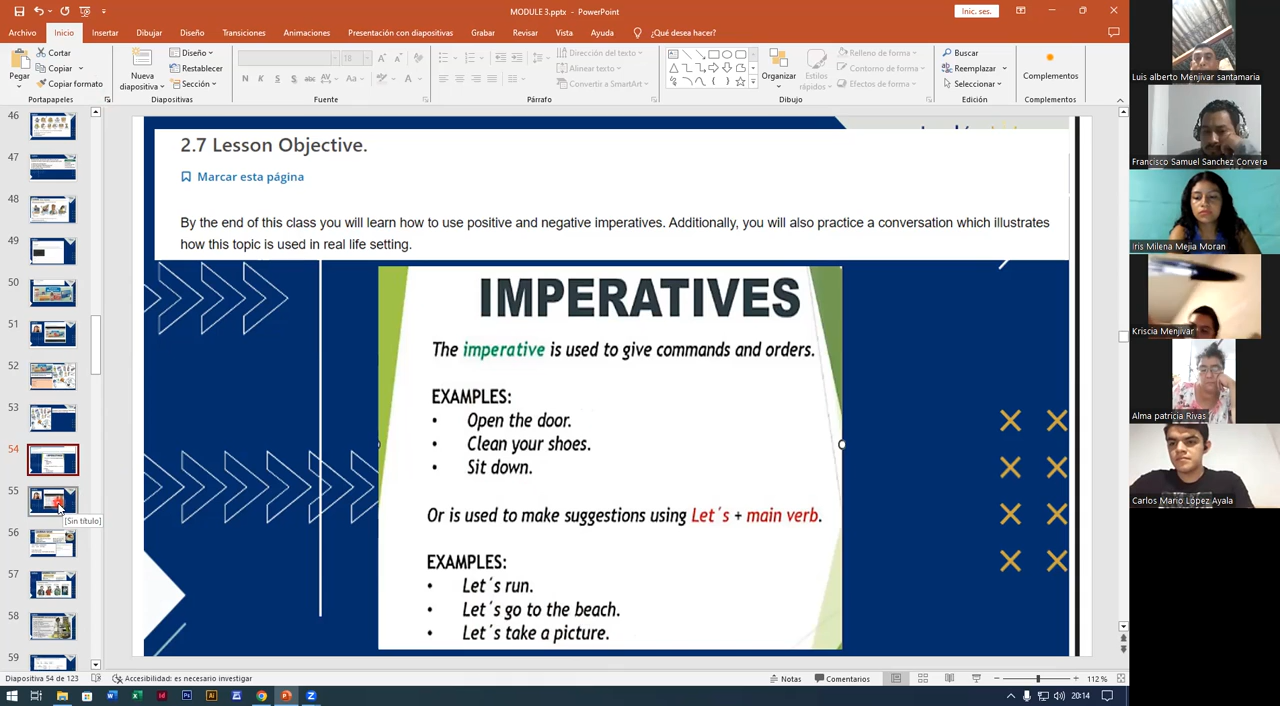 MODULE 3.pptx - PowerPoint
Inic. ses.
Archivo Inicio Insertar Dibujar Diseño Transiciones Animaciones Presentación con diapositivas Grabar Revisar Vista Ayuda ¿Qué desea hacer?
Pegar
Cortar
Copiar
Copiar formato
Portapapeles
Nueva diapositiva
Diseño
Restablecer
Sección
Diapositivas
18
N K S S abc AV Aa
Fuente
Dirección del texto
Alinear texto
Convertir a SmartArt
Párrafo
Organizar
Estilos rápidos
Relleno de forma
Contorno de forma
Efectos de forma
Dibujo
Buscar
Reemplazar
Seleccionar
Edición
Complementos
Complementos
46
47
48
50
51
53
54
55
[Sin título]
57
58
59
2.7 Lesson Objective.
Marcar esta página
By the end of this class you will learn how to use positive and negative imperatives. Additionally, you will also practice a conversation which illustrates
how this topic is used in real life setting.
IMPERATIVES
The imperative is used to give commands and orders.
EXAMPLES:
• Open the door.
• Clean your shoes.
• Sit down.
Or is used to make suggestions using Let´s + main verb.
EXAMPLES:
• Let´s run.
• Let´s go to the beach.
• Let´s take a picture.
Luis alberto Menjivar santamaria
Francisco Samuel Sanchez Corvera
Iris Milena Mejia Moran
Kriscia Menjivar
Alma patricia Rivas
Carlos Mario Lopez Ayala
Diapositiva 54 de 123
Accesibilidad: es necesario investigar
Notas
Comentarios
112 %
20:14